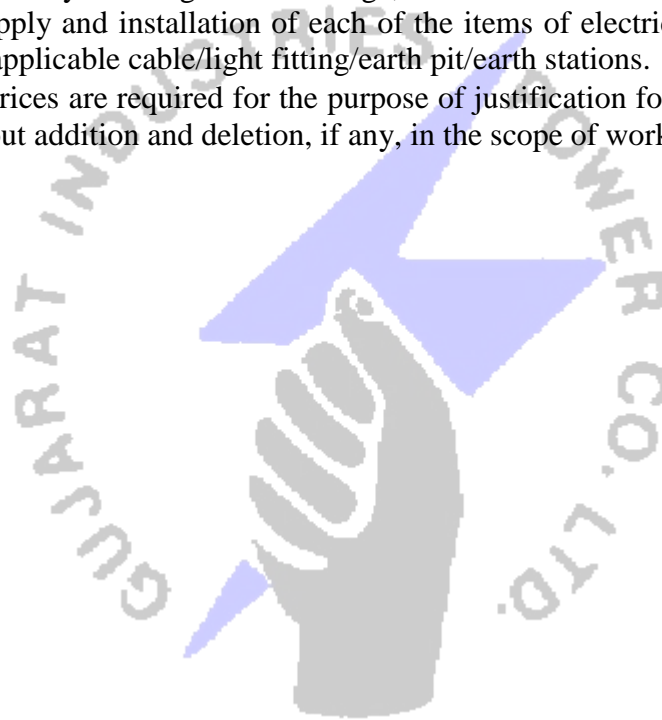 pply and installation of each of the items of electric
applicable cable/light fitting/earth pit/earth stations.
rices are required for the purpose of justification fo
out addition and deletion, if any, in the scope of work
GUJARAT INDUSTRIES POWER CO. LTD.